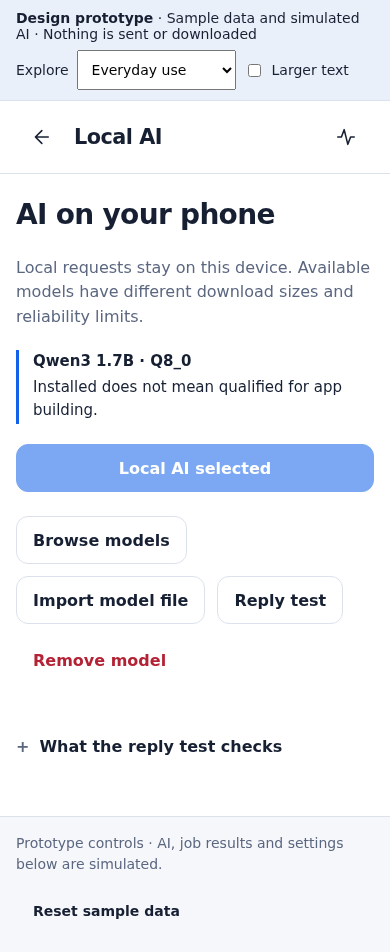 Design prototype · Sample data and simulated
AI · Nothing is sent or downloaded
Explore Everyday use Larger text
Local AI
AI on your phone
Local requests stay on this device. Available
models have different download sizes and
reliability limits.
Qwen3 1.7B · Q8_0
Installed does not mean qualified for app
building.
Local AI selected
Browse models
Import model file Reply test
Remove model
+ What the reply test checks
Prototype controls · AI, job results and settings
below are simulated.
Reset sample data